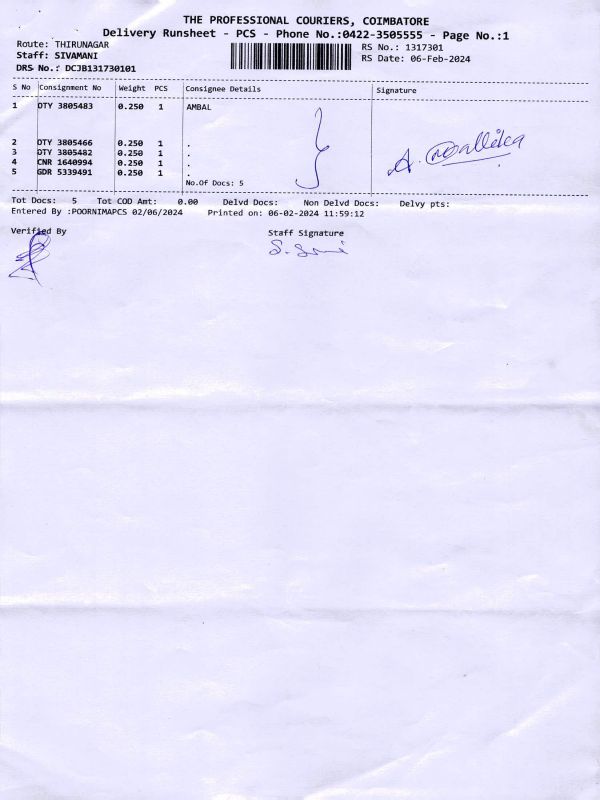 THE PROFESSIONAL COURIERS, COIMBATORE
Delivery Runsheet - PCS - Phone No.:0422-3505555 - Page No.:1
Route: THIRUNAGAR RS No.: 1317301
Staff: SIVAMANI RS Date: 06-Feb-2024
DRS No.: DCJB131730101
S No Consignment No Weight PCS Consignee Details Signature
1 DTY 3805483 0.250 1 AMBAL
2 DTY 3805466 0.250 1 .
3 DTY 3805482 0.250 1 .
4 CNR 1640994 0.250 1 .
5 GDR 5339491 0.250 1 .
No.Of Docs: 5
Tot Docs: 5 Tot COD Amt: 0.00 Delvd Docs: Non Delvd Docs: Delvy pts:
Entered By :POORNIMAPCS 02/06/2024 Printed on: 06-02-2024 11:59:12
Verified By Staff Signature